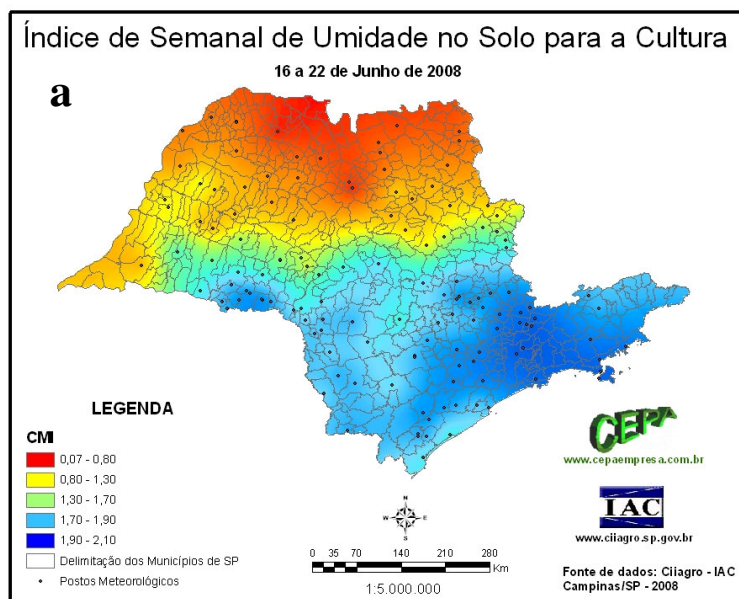 Índice de Semanal de Umidade no Solo para a Cultura
16 a 22 de Junho de 2008
a
LEGENDA
CMI
0,07 - 0,80
0,80 - 1,30
1,30 - 1,70
1,70 - 1,90
1,90 - 2,10
Delimitação dos Municípios de SP
Postos Meteorológicos
N
W E
S
0 35 70 140 210 280
Km
1:5.000.000
CEPA
www.cepaempresa.com.br
IAC
www.ciiagro.sp.gov.br
Fonte de dados: Ciiagro - IAC
Campinas/SP - 2008